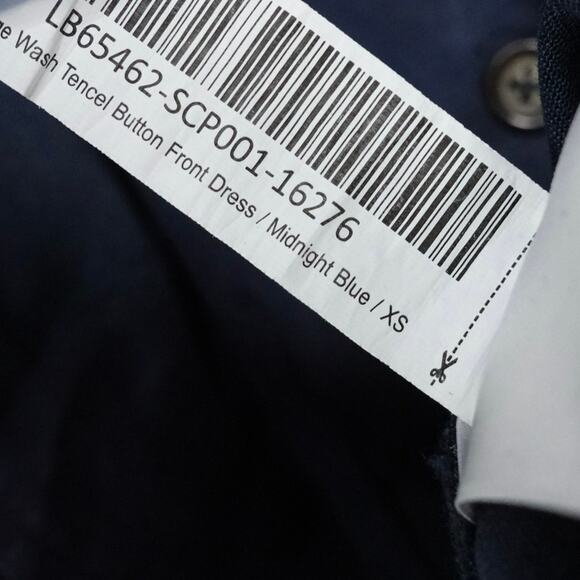 LB65462-SCP001-16276
Wash Tencel Button Front Dress / Midnight Blue / XS